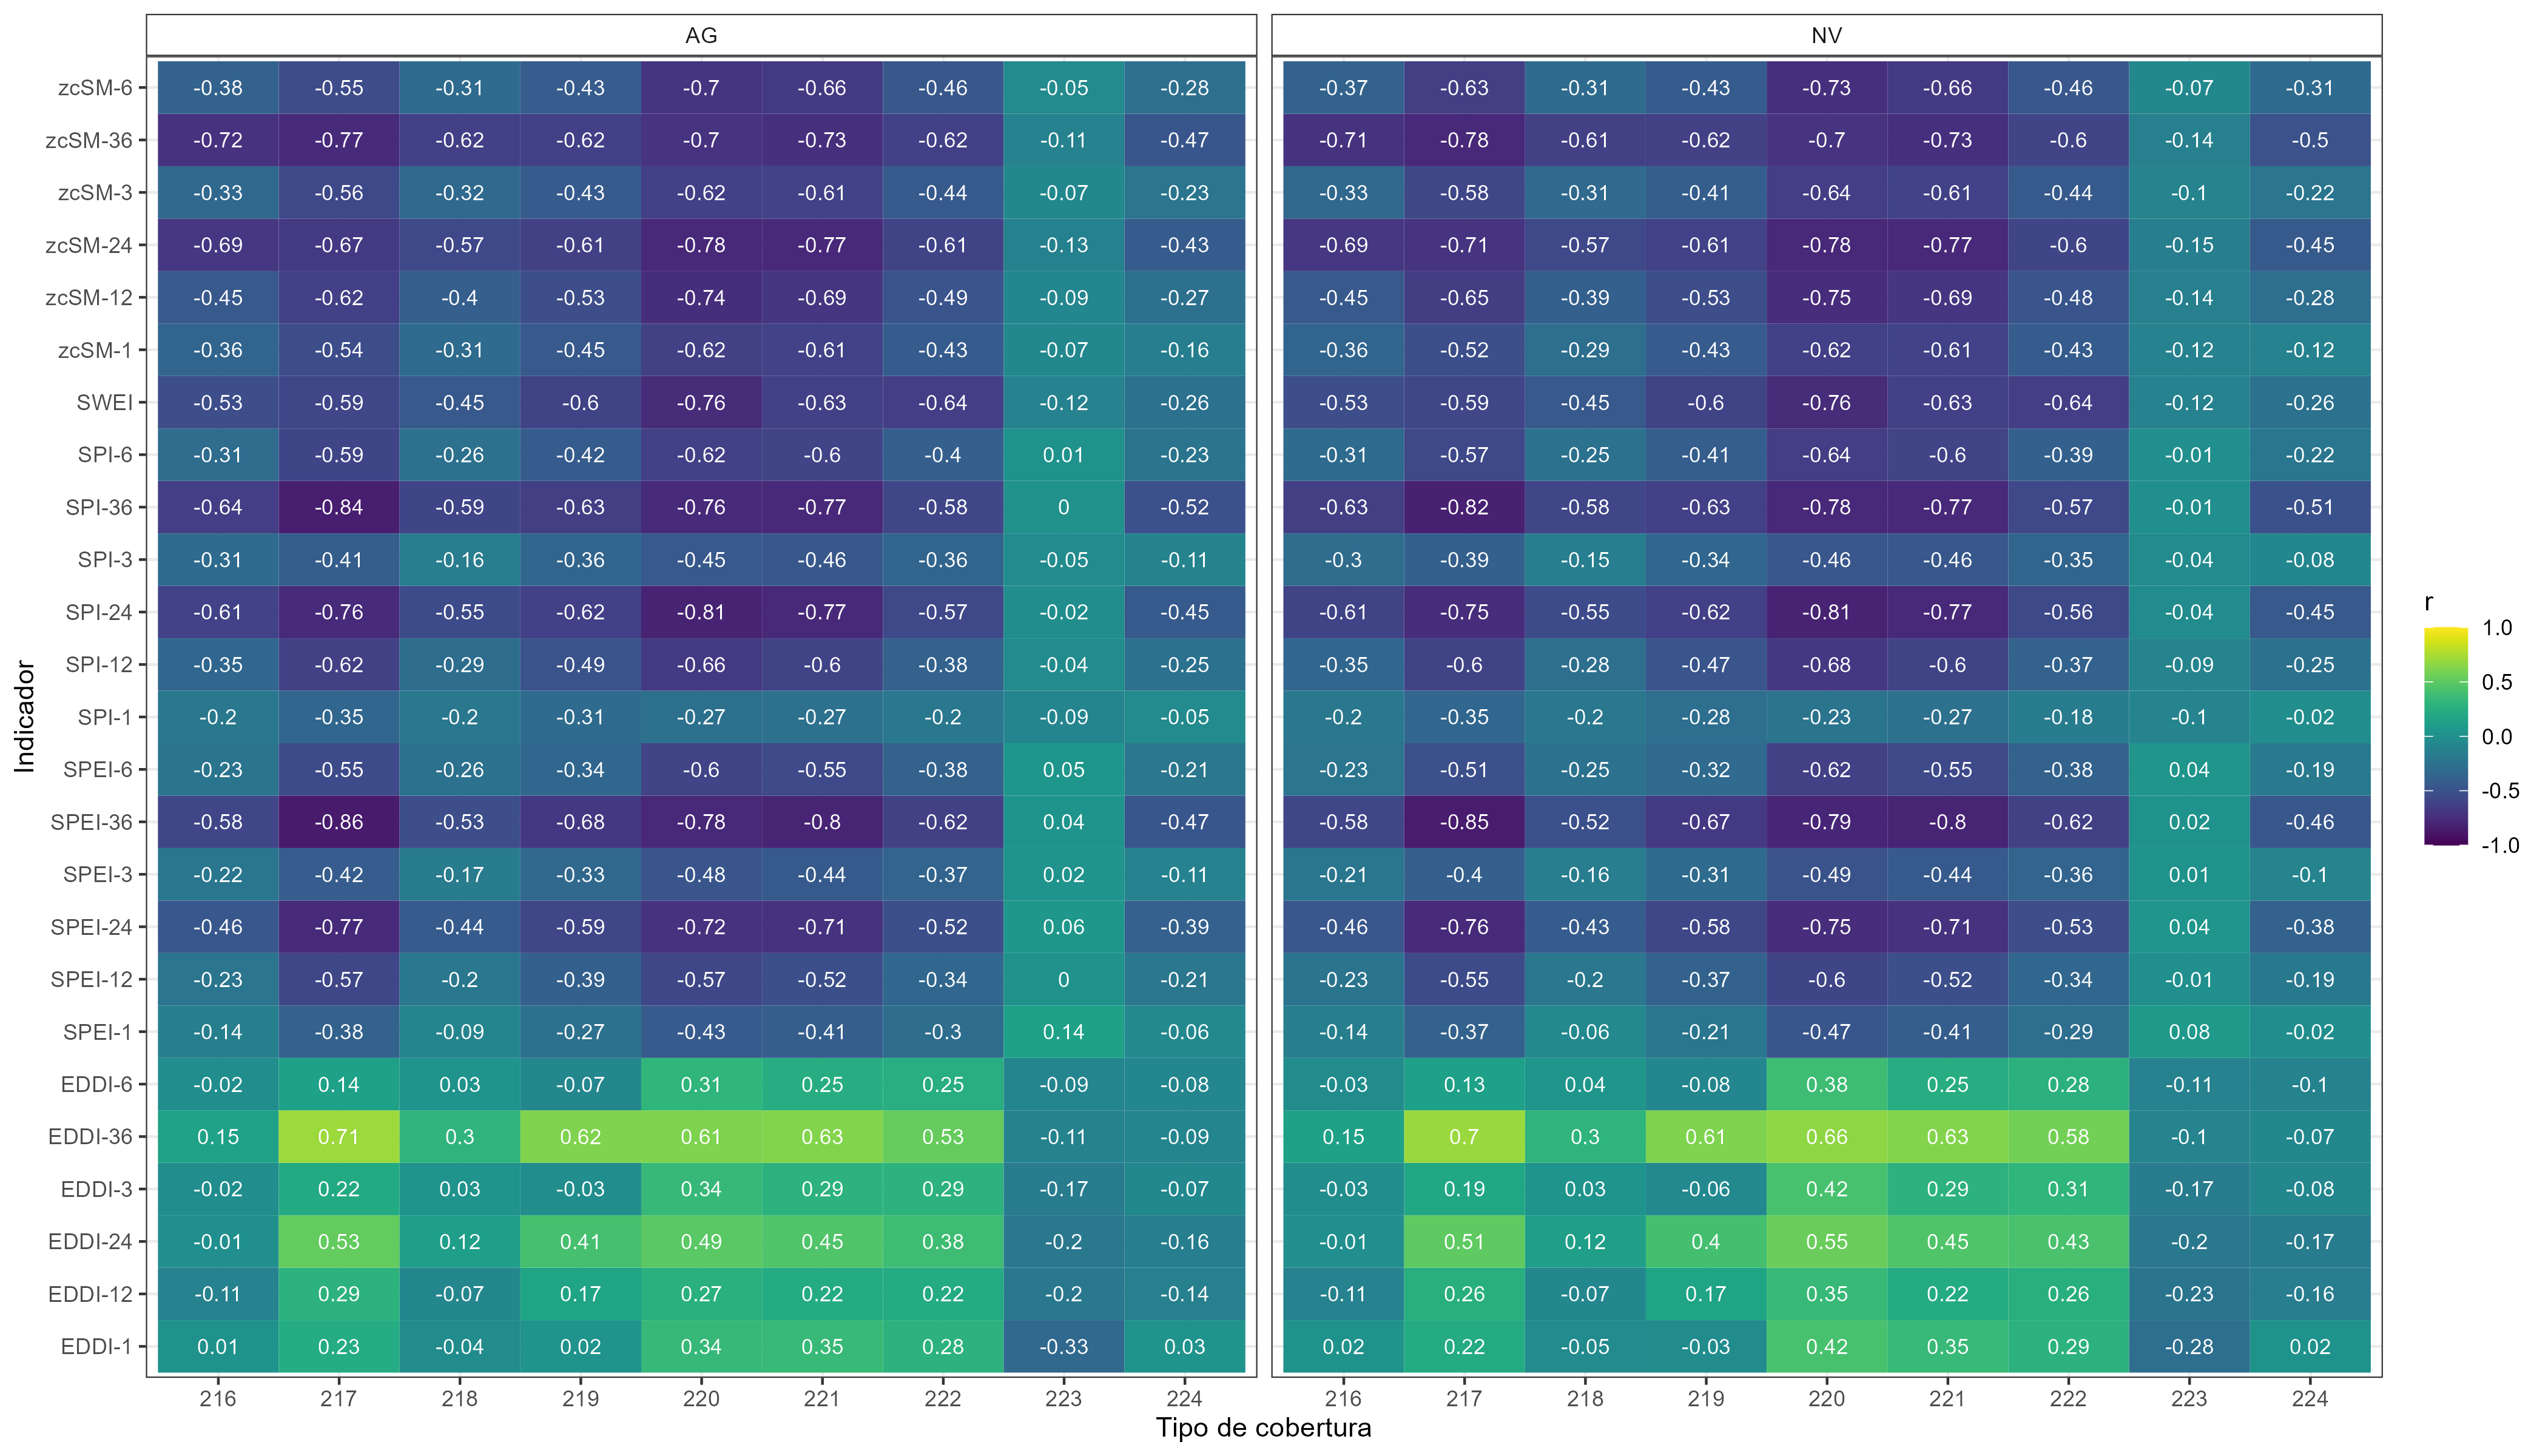 AG NV
zcSM-6 -0.38 -0.55 -0.31 -0.43 -0.7 -0.66 -0.46 -0.05 -0.28 -0.37 -0.63 -0.31 -0.43 -0.73 -0.66 -0.46 -0.07 -0.31
zcSM-36 -0.72 -0.77 -0.62 -0.62 -0.7 -0.73 -0.62 -0.11 -0.47 -0.71 -0.78 -0.61 -0.62 -0.7 -0.73 -0.6 -0.14 -0.5
zcSM-3 -0.33 -0.56 -0.32 -0.43 -0.62 -0.61 -0.44 -0.07 -0.23 -0.33 -0.58 -0.31 -0.41 -0.64 -0.61 -0.44 -0.1 -0.22
zcSM-24 -0.69 -0.67 -0.57 -0.61 -0.78 -0.77 -0.61 -0.13 -0.43 -0.69 -0.71 -0.57 -0.61 -0.78 -0.77 -0.6 -0.15 -0.45
zcSM-12 -0.45 -0.62 -0.4 -0.53 -0.74 -0.69 -0.49 -0.09 -0.27 -0.45 -0.65 -0.39 -0.53 -0.75 -0.69 -0.48 -0.14 -0.28
zcSM-1 -0.36 -0.54 -0.31 -0.45 -0.62 -0.61 -0.43 -0.07 -0.16 -0.36 -0.52 -0.29 -0.43 -0.62 -0.61 -0.43 -0.12 -0.12
SWEI -0.53 -0.59 -0.45 -0.6 -0.76 -0.63 -0.64 -0.12 -0.26 -0.53 -0.59 -0.45 -0.6 -0.76 -0.63 -0.64 -0.12 -0.26
SPI-6 -0.31 -0.59 -0.26 -0.42 -0.62 -0.6 -0.4 0.01 -0.23 -0.31 -0.57 -0.25 -0.41 -0.64 -0.6 -0.39 -0.01 -0.22
SPI-36 -0.64 -0.84 -0.59 -0.63 -0.76 -0.77 -0.58 0 -0.52 -0.63 -0.82 -0.58 -0.63 -0.78 -0.77 -0.57 -0.01 -0.51
SPI-3 -0.31 -0.41 -0.16 -0.36 -0.45 -0.46 -0.36 -0.05 -0.11 -0.3 -0.39 -0.15 -0.34 -0.46 -0.46 -0.35 -0.04 -0.08
SPI-24 -0.61 -0.76 -0.55 -0.62 -0.81 -0.77 -0.57 -0.02 -0.45 -0.61 -0.75 -0.55 -0.62 -0.81 -0.77 -0.56 -0.04 -0.45
SPI-12 -0.35 -0.62 -0.29 -0.49 -0.66 -0.6 -0.38 -0.04 -0.25 -0.35 -0.6 -0.28 -0.47 -0.68 -0.6 -0.37 -0.09 -0.25
SPI-1 -0.2 -0.35 -0.2 -0.31 -0.27 -0.27 -0.2 -0.09 -0.05 -0.2 -0.35 -0.2 -0.28 -0.23 -0.27 -0.18 -0.1 -0.02
SPEI-6 -0.23 -0.55 -0.26 -0.34 -0.6 -0.55 -0.38 0.05 -0.21 -0.23 -0.51 -0.25 -0.32 -0.62 -0.55 -0.38 0.04 -0.19
SPEI-36 -0.58 -0.86 -0.53 -0.68 -0.78 -0.8 -0.62 0.04 -0.47 -0.58 -0.85 -0.52 -0.67 -0.79 -0.8 -0.62 0.02 -0.46
SPEI-3 -0.22 -0.42 -0.17 -0.33 -0.48 -0.44 -0.37 0.02 -0.11 -0.21 -0.4 -0.16 -0.31 -0.49 -0.44 -0.36 0.01 -0.1
SPEI-24 -0.46 -0.77 -0.44 -0.59 -0.72 -0.71 -0.52 0.06 -0.39 -0.46 -0.76 -0.43 -0.58 -0.75 -0.71 -0.53 0.04 -0.38
SPEI-12 -0.23 -0.57 -0.2 -0.39 -0.57 -0.52 -0.34 0 -0.21 -0.23 -0.55 -0.2 -0.37 -0.6 -0.52 -0.34 -0.01 -0.19
SPEI-1 -0.14 -0.38 -0.09 -0.27 -0.43 -0.41 -0.3 0.14 -0.06 -0.14 -0.37 -0.06 -0.21 -0.47 -0.41 -0.29 0.08 -0.02
EDDI-6 -0.02 0.14 0.03 -0.07 0.31 0.25 0.25 -0.09 -0.08 -0.03 0.13 0.04 -0.08 0.38 0.25 0.28 -0.11 -0.1
EDDI-36 0.15 0.71 0.3 0.62 0.61 0.63 0.53 -0.11 -0.09 0.15 0.7 0.3 0.61 0.66 0.63 0.58 -0.1 -0.07
EDDI-3 -0.02 0.22 0.03 -0.03 0.34 0.29 0.29 -0.17 -0.07 -0.03 0.19 0.03 -0.06 0.42 0.29 0.31 -0.17 -0.08
EDDI-24 -0.01 0.53 0.12 0.41 0.49 0.45 0.38 -0.2 -0.16 -0.01 0.51 0.12 0.4 0.55 0.45 0.43 -0.2 -0.17
EDDI-12 -0.11 0.29 -0.07 0.17 0.27 0.22 0.22 -0.2 -0.14 -0.11 0.26 -0.07 0.17 0.35 0.22 0.26 -0.23 -0.16
EDDI-1 0.01 0.23 -0.04 0.02 0.34 0.35 0.28 -0.33 0.03 0.02 0.22 -0.05 -0.03 0.42 0.35 0.29 -0.28 0.02
216 217 218 219 220 221 222 223 224 216 217 218 219 220 221 222 223 224
Tipo de cobertura
Indicador
r
1.0
0.5
0.0
-0.5
-1.0